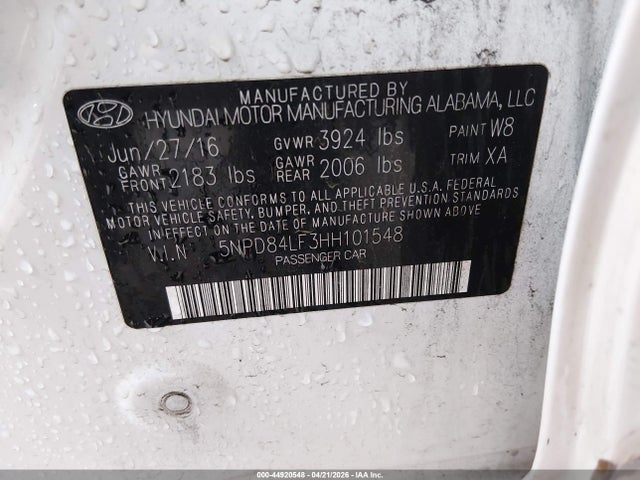 MANUFACTURED BY
HYUNDAI MOTOR MANUFACTURING ALABAMA, LLC
Jun/27/16 GVWR 3924 lbs PAINT W8
GAWR FRONT 2183 lbs GAWR REAR 2006 lbs TRIM XA
THIS VEHICLE CONFORMS TO ALL APPLICABLE U.S.A. FEDERAL
MOTOR VEHICLE SAFETY, BUMPER, AND THEFT PREVENTION
STANDARDS IN EFFECT ON THE DATE OF MANUFACTURE SHOWN ABOVE
V.I.N 5NPD84LF3HH101548
PASSENGER CAR
000-44920548 - 04/21/2026 - IAA Inc.